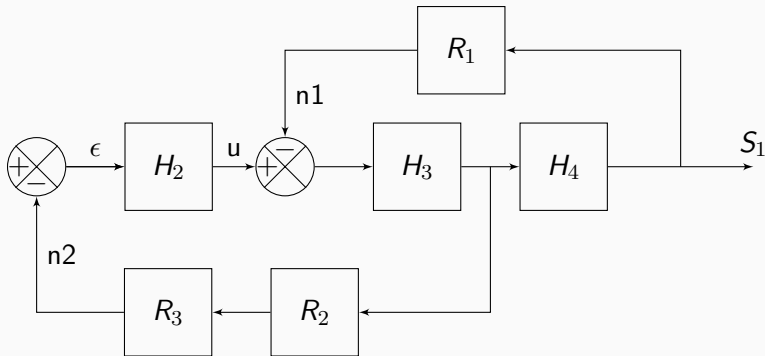 R₁
n1
S₁
+
−
ϵ
H₂
u
+
−
H₃
H₄
n2
R₃
R₂